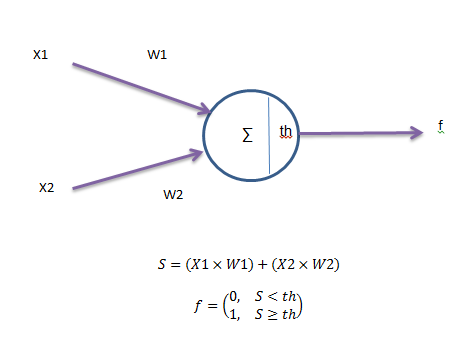 X1 W1
Σ th f
X2 W2
S = (X1 × W1) + (X2 × W2)
f = (0, S < th
1, S ≥ th)